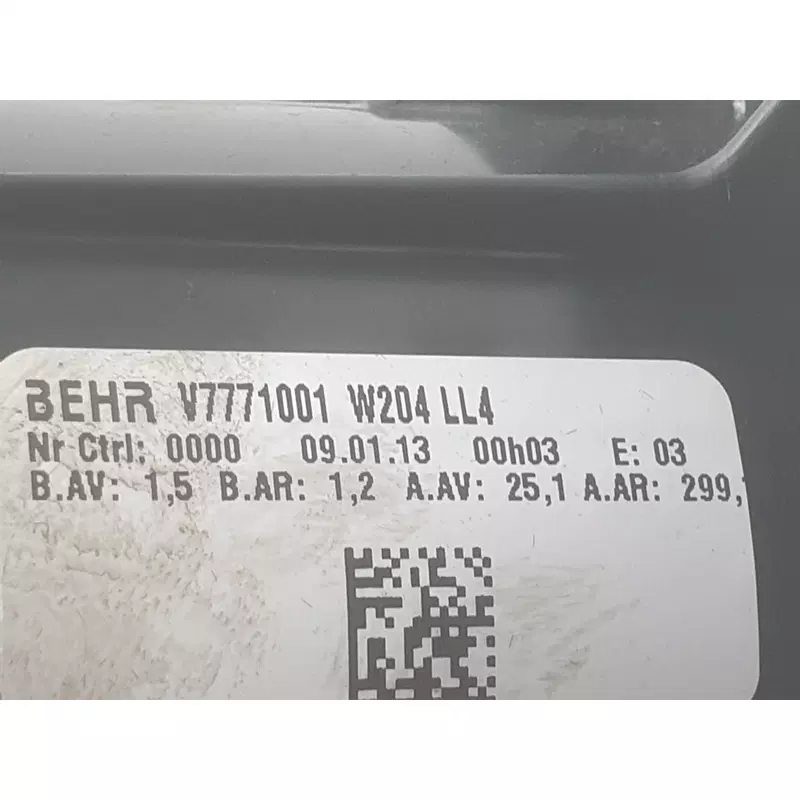 BEHR V7771001 W204 LL4
Nr Ctrl: 0000 09.01.13 00h03 E: 03
B.AV: 1,5 B.AR: 1,2 A.AV: 25,1 A.AR: 299,